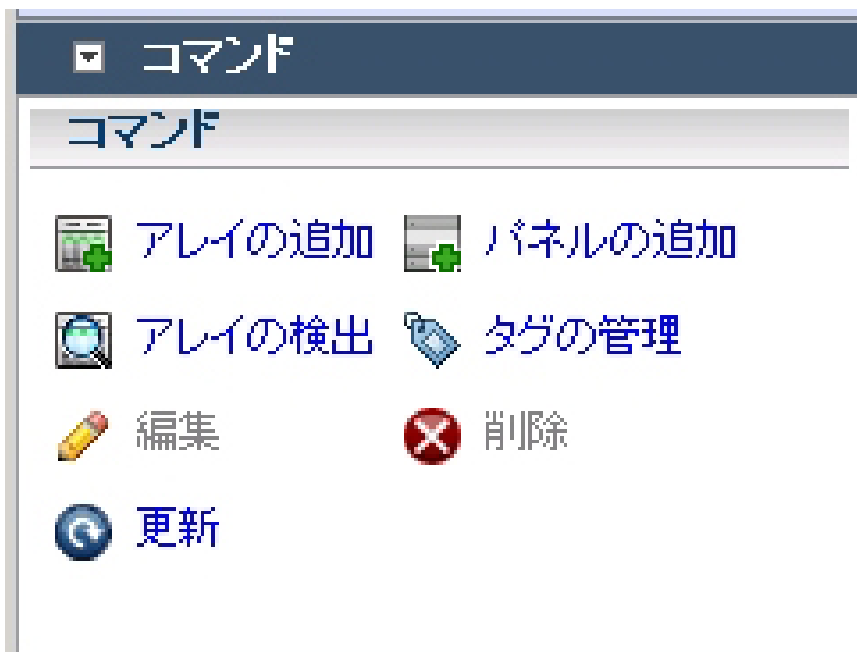 コマンド
コマンド
アレイの追加 パネルの追加
アレイの検出 タグの管理
編集 削除
更新